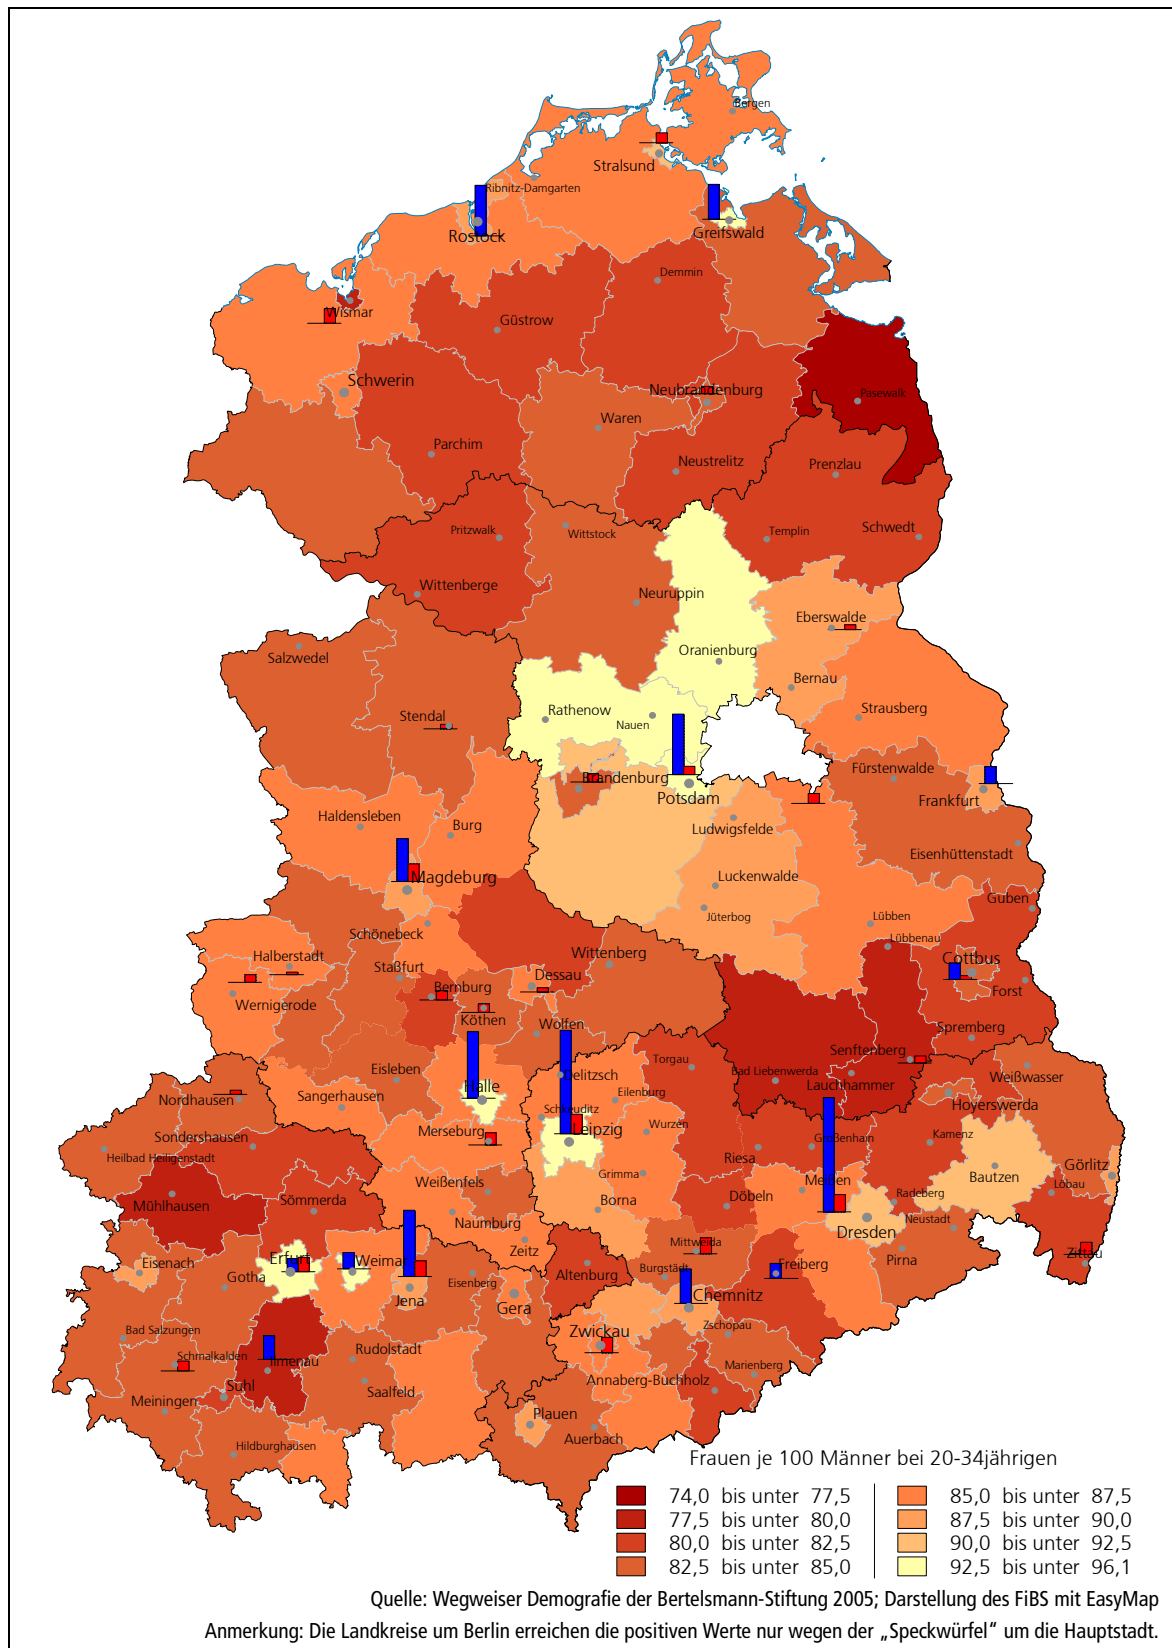 Bergen
Stralsund
Ribnitz-Damgarten
Rostock
Greifswald
Demmin
Wismar
Güstrow
Schwerin
Neubrandenburg
Pasewalk
Waren
Parchim
Neustrelitz
Prenzlau
Pritzwalk
Wittstock
Templin
Schwedt
Wittenberge
Neuruppin
Eberswalde
Salzwedel
Oranienburg
Bernau
Rathenow
Stendal
Nauen
Strausberg
Brandenburg
Fürstenwalde
Potsdam
Frankfurt
Haldensleben
Burg
Ludwigsfelde
Eisenhüttenstadt
Magdeburg
Luckenwalde
Guben
Jüterbog
Lübben
Schönebeck
Lübbenau
Halberstadt
Wittenberg
Cottbus
Staßfurt
Dessau
Wernigerode
Bernburg
Forst
Köthen
Wolfen
Spremberg
Senftenberg
Torgau
Eisleben
Delitzsch
Bad Liebenwerda
Weißwasser
Halle
Lauchhammer
Nordhausen
Sangerhausen
Eilenburg
Hoyerswerda
Schkeuditz
Merseburg
Leipzig
Wurzen
Sondershausen
Großenhain
Kamenz
Heilbad Heiligenstadt
Riesa
Görlitz
Grimma
Bautzen
Weißenfels
Meißen
Löbau
Mühlhausen
Sömmerda
Borna
Döbeln
Radeberg
Naumburg
Neustadt
Dresden
Mittweida
Zeitz
Zittau
Eisenach
Erfurt
Weimar
Pirna
Gotha
Eisenberg
Altenburg
Burgstädt
Freiberg
Jena
Gera
Chemnitz
Bad Salzungen
Zwickau
Zschopau
Schmalkalden
Ilmenau
Rudolstadt
Marienberg
Suhl
Saalfeld
Annaberg-Buchholz
Meiningen
Plauen
Auerbach
Hildburghausen
Frauen je 100 Männer bei 20-34jährigen
74,0 bis unter 77,5
77,5 bis unter 80,0
80,0 bis unter 82,5
82,5 bis unter 85,0
85,0 bis unter 87,5
87,5 bis unter 90,0
90,0 bis unter 92,5
92,5 bis unter 96,1
Quelle: Wegweiser Demografie der Bertelsmann-Stiftung 2005; Darstellung des FiBS mit EasyMap
Anmerkung: Die Landkreise um Berlin erreichen die positiven Werte nur wegen der „Speckwürfel“ um die Hauptstadt.